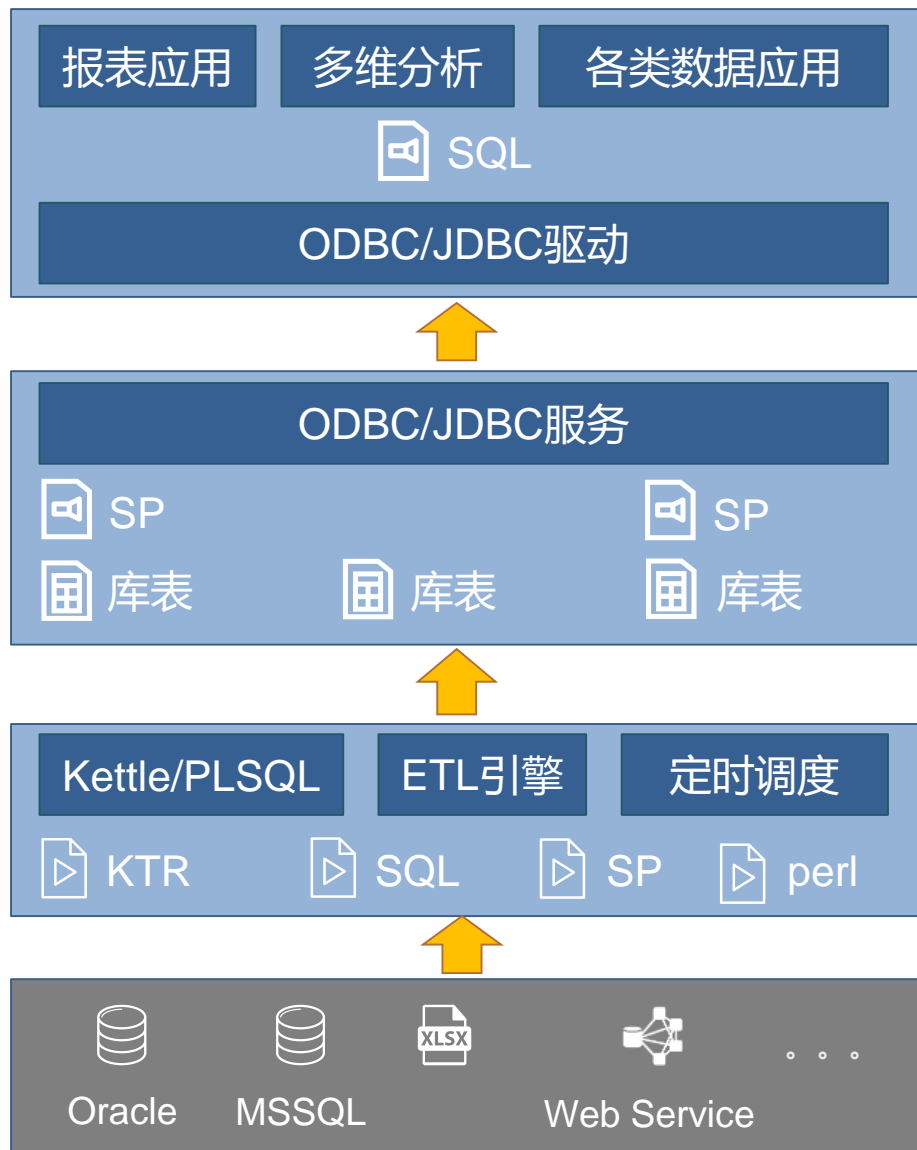 报表应用 多维分析 各类数据应用
SQL
ODBC/JDBC驱动
ODBC/JDBC服务
SP SP
库表 库表 库表
Kettle/PLSQL ETL引擎 定时调度
KTR SQL SP perl
XLSX
。。。
Oracle MSSQL Web Service